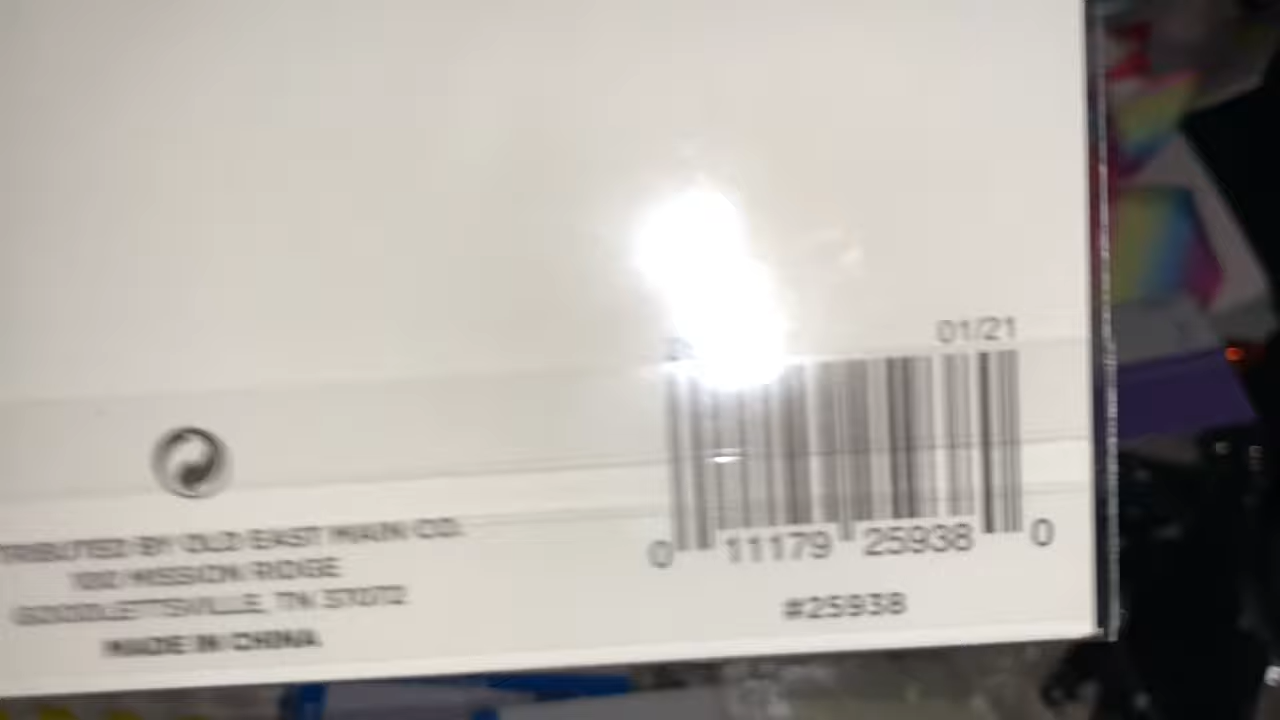 01/21
0 11179 25938 0
#25938
TRIBUTED BY OLD EAST MAIN CO.
100 MISSION RIDGE
GOODLETTSVILLE, TN 37072
MADE IN CHINA